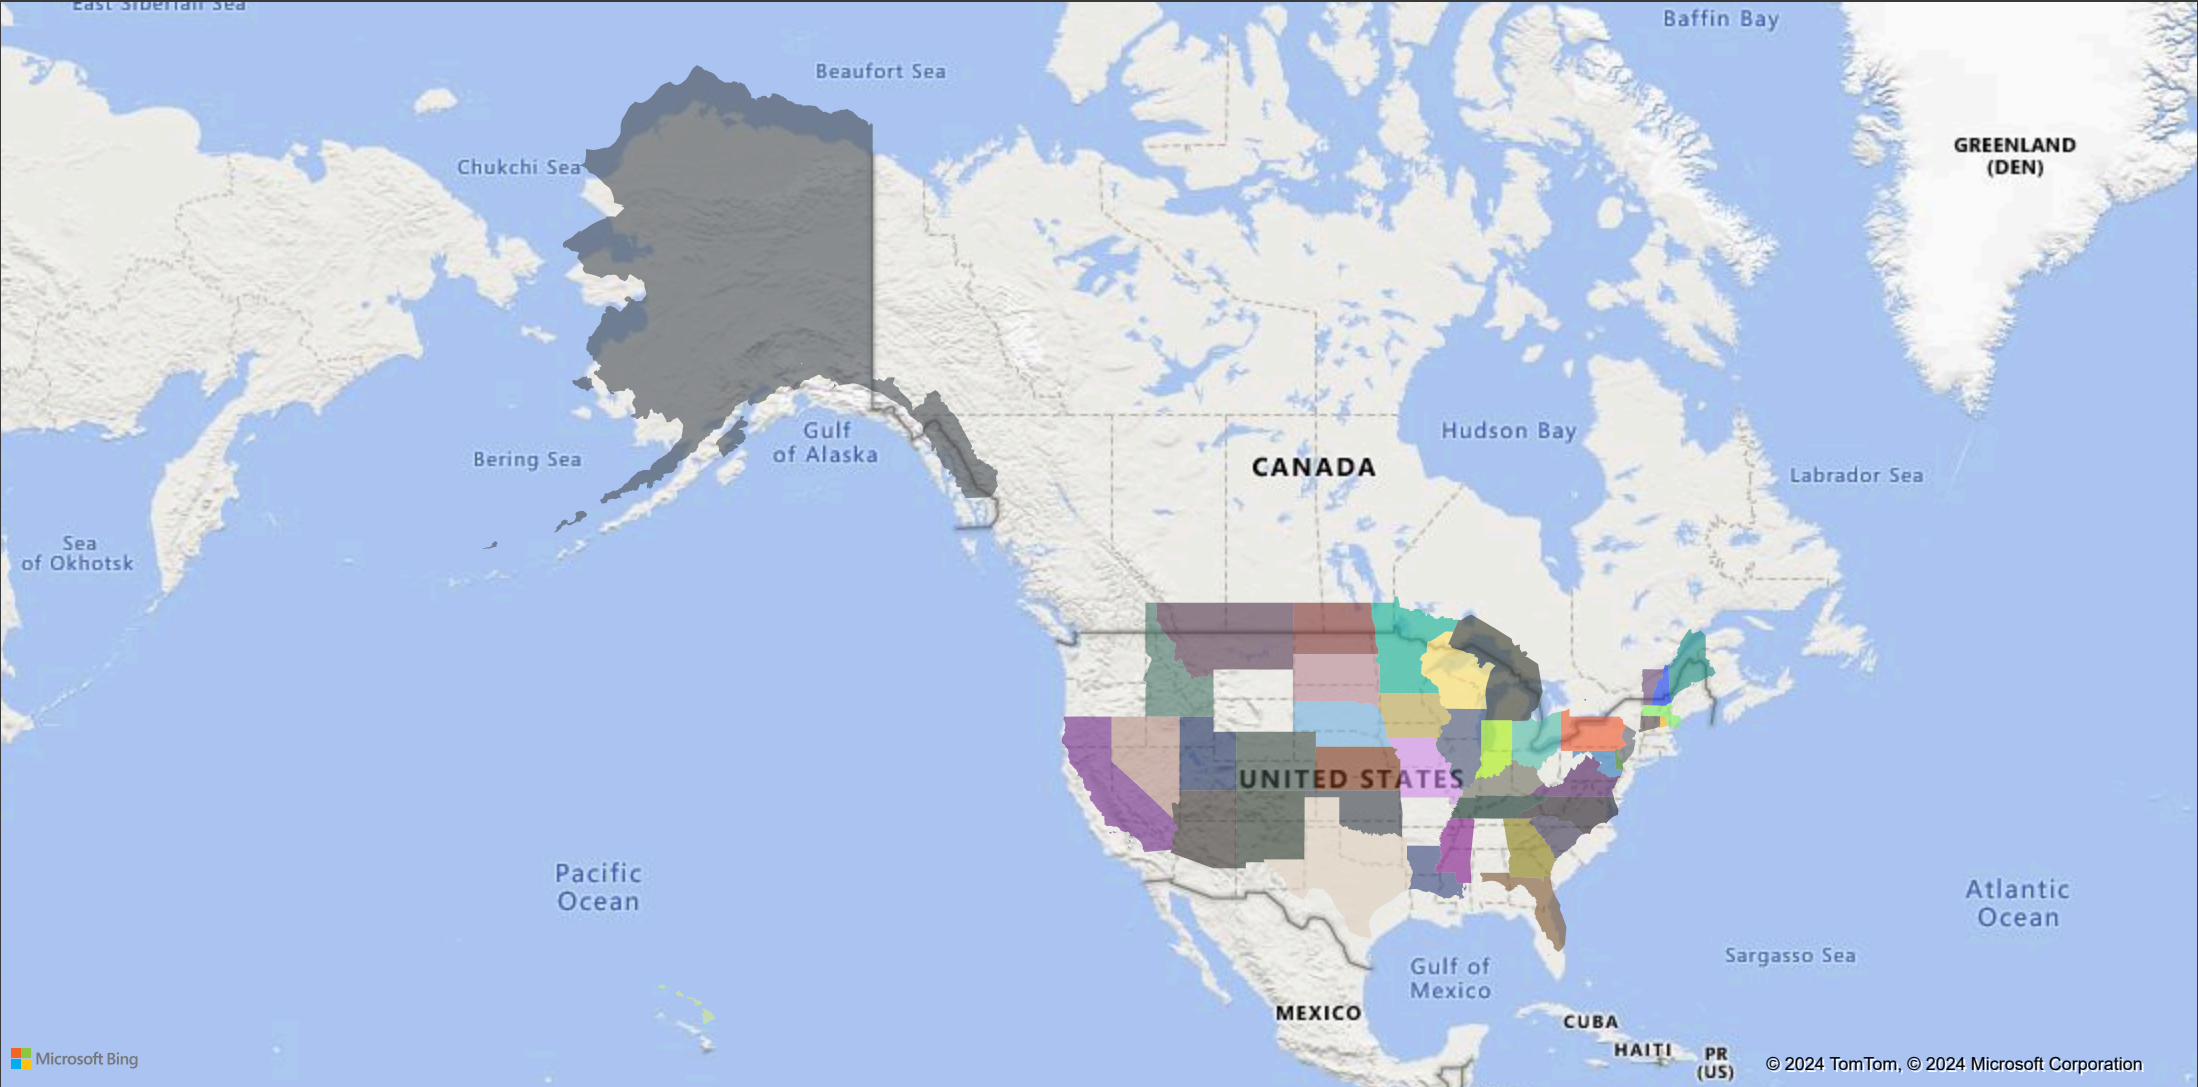 East Siberian Sea
Baffin Bay
Beaufort Sea
GREENLAND
(DEN)
Chukchi Sea
Gulf
of Alaska
Hudson Bay
Bering Sea
CANADA
Labrador Sea
Sea
of Okhotsk
UNITED STATES
Pacific
Ocean
Atlantic
Ocean
Sargasso Sea
Gulf of
Mexico
MEXICO
CUBA
HAITI
PR
(US)
Microsoft Bing
© 2024 TomTom, © 2024 Microsoft Corporation